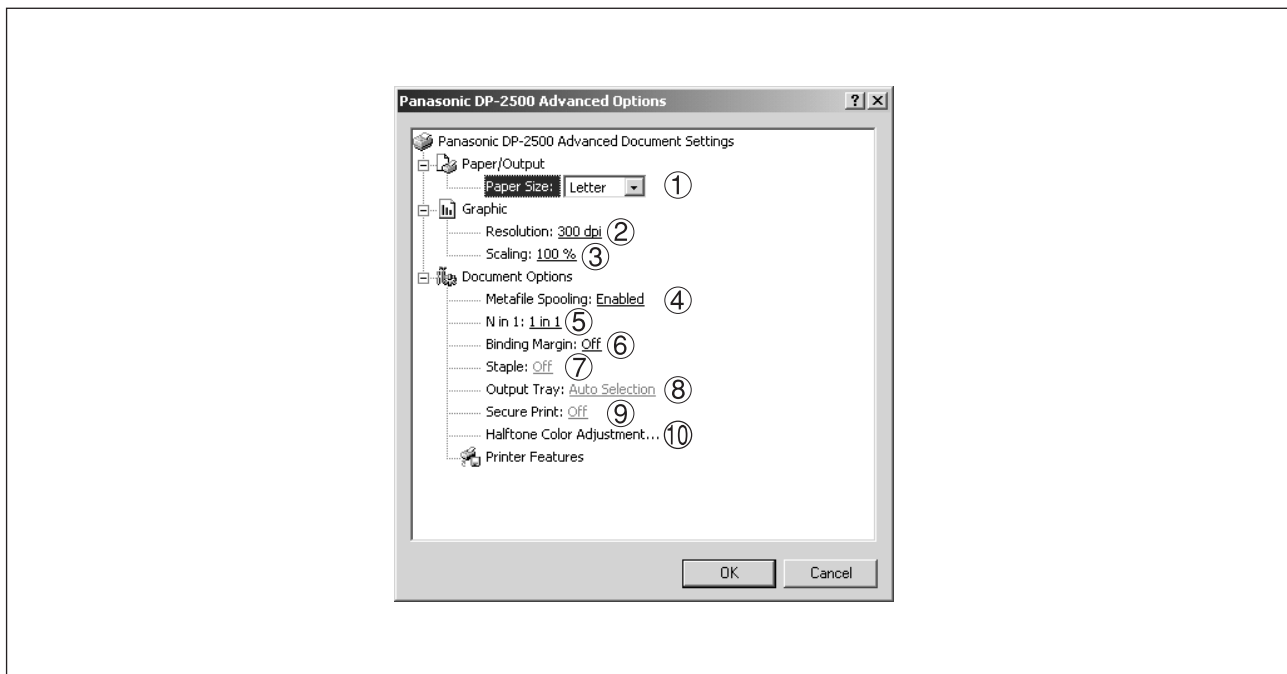 Panasonic DP-2500 Advanced Options
Panasonic DP-2500 Advanced Document Settings
Paper/Output
Paper Size: Letter ①
Graphic
Resolution: 300 dpi ②
Scaling: 100 % ③
Document Options
Metafile Spooling: Enabled ④
N in 1: 1 in 1 ⑤
Binding Margin: Off ⑥
Staple: Off ⑦
Output Tray: Auto Selection ⑧
Secure Print: Off ⑨
Halftone Color Adjustment... ⑩
Printer Features
OK Cancel